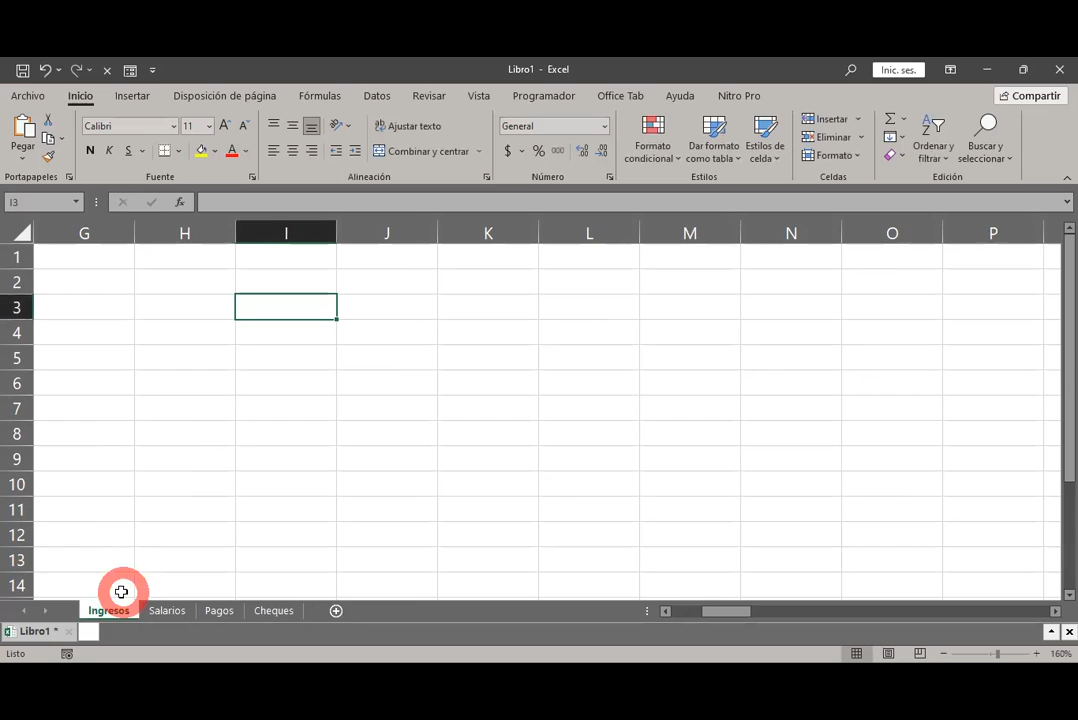 Libro1 - Excel
Inic. ses.
Archivo Inicio Insertar Disposición de página Fórmulas Datos Revisar Vista Programador Office Tab Ayuda Nitro Pro Compartir
Pegar
Calibri 11
N K S A
Ajustar texto
Combinar y centrar
General
$ % 000
Formato condicional
Dar formato como tabla
Estilos de celda
Insertar
Eliminar
Formato
Ordenar y filtrar
Buscar y seleccionar
Portapapeles Fuente Alineación Número Estilos Celdas Edición
I3 fx
G H I J K L M N O P
1
2
3
4
5
6
7
8
9
10
11
12
13
14
Ingresos Salarios Pagos Cheques
Libro1 *
Listo 160%